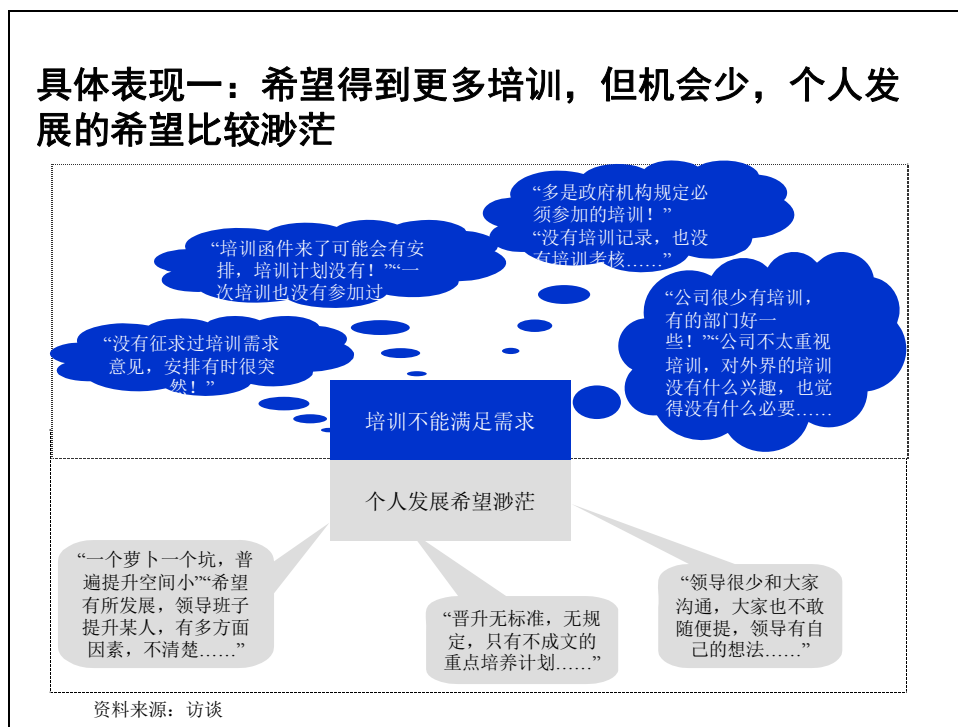 具体表现一：希望得到更多培训，但机会少，个人发
展的希望比较渺茫
“多是政府机构规定必
须参加的培训！”
“没有培训记录，也没
有培训考核……”
“培训函件来了可能会有安
排，培训计划没有！”“一
次培训也没有参加过
“公司很少有培训，
有的部门好一
些！”“公司不太重视
培训，对外界的培训
没有什么兴趣，也觉
得没有什么必要……
“没有征求过培训需求
意见，安排有时很突
然！”
培训不能满足需求
个人发展希望渺茫
“一个萝卜一个坑，普
遍提升空间小”“希望
有所发展，领导班子
提升某人，有多方面
因素，不清楚……”
“晋升无标准，无规
定，只有不成文的
重点培养计划……”
“领导很少和大家
沟通，大家也不敢
随便提，领导有自
己的想法……”
资料来源：访谈